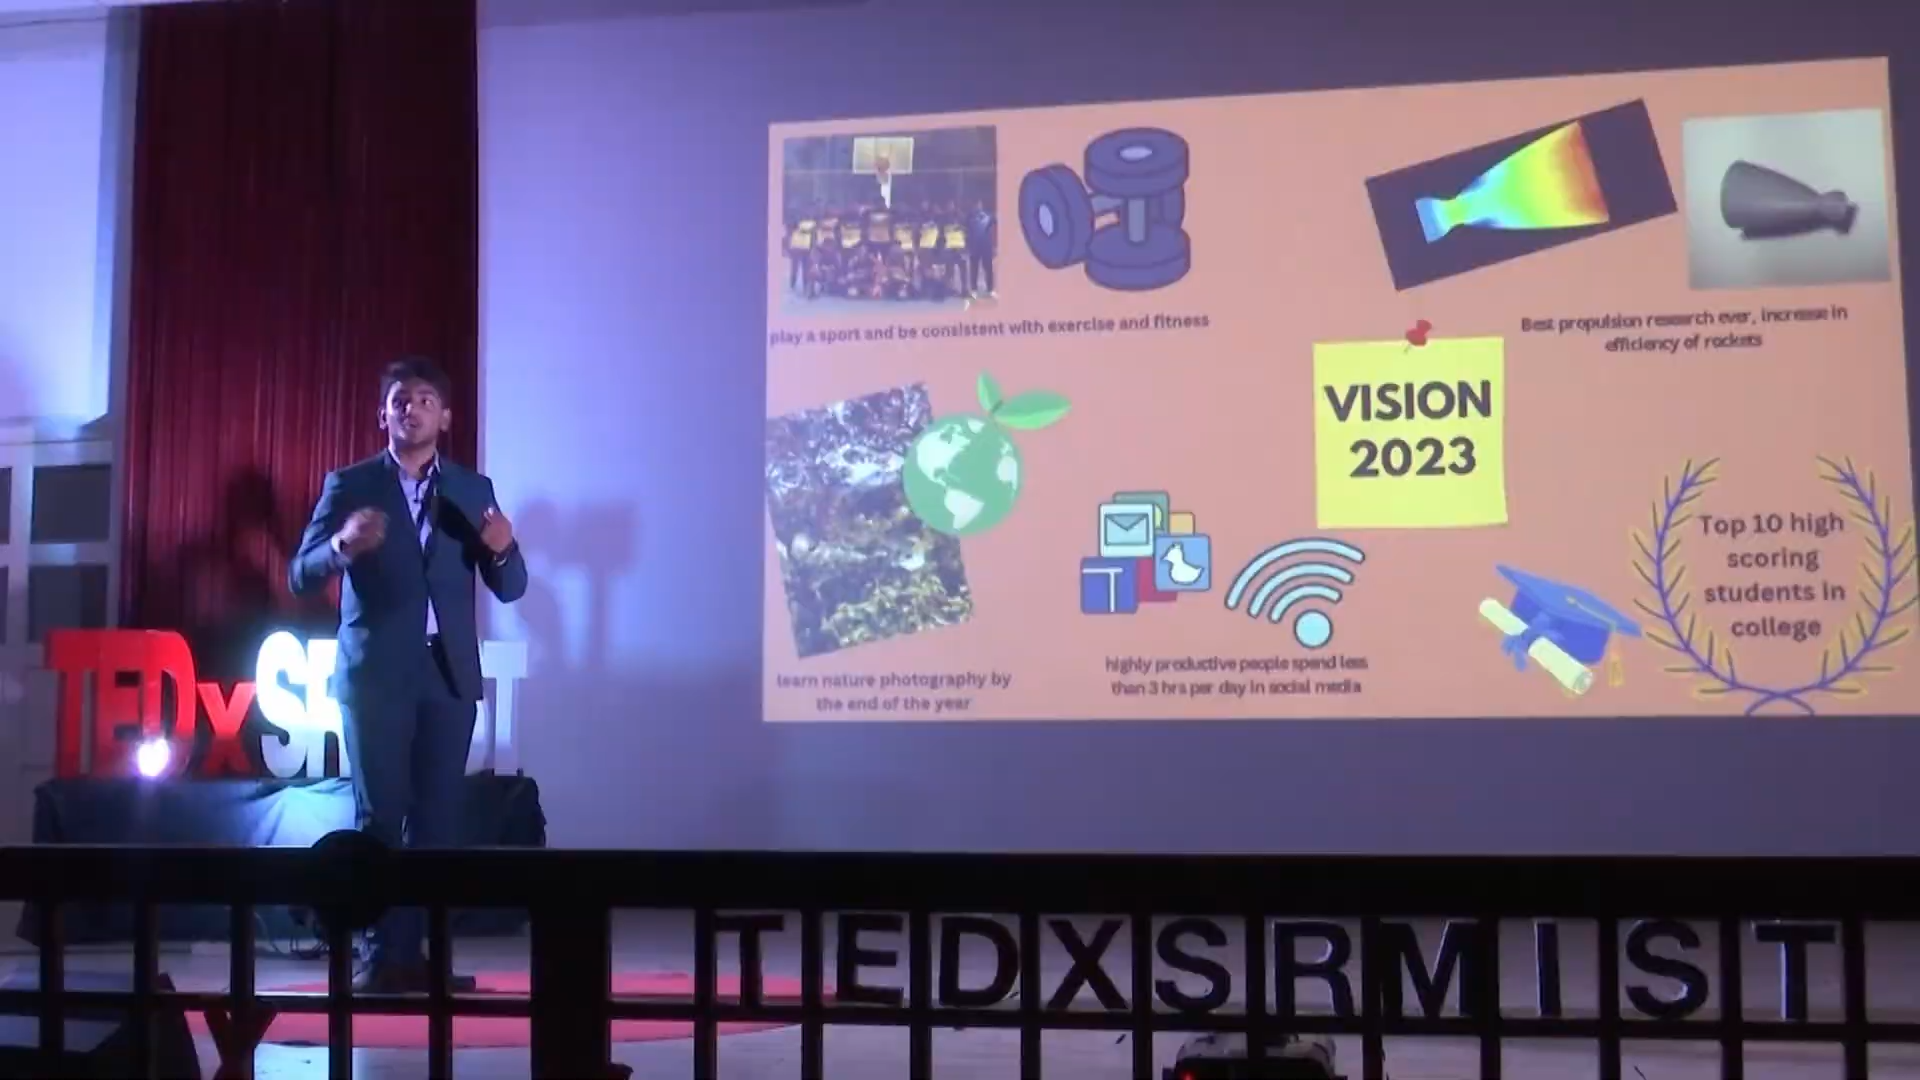 play a sport and be consistent with exercise and fitness
Best propulsion research ever, increase in
efficiency of rockets
VISION
2023
Top 10 high
scoring
students in
college
highly productive people spend less
than 3 hrs per day in social media
learn nature photography by
the end of the year
TEDx
TEDXSRMIST